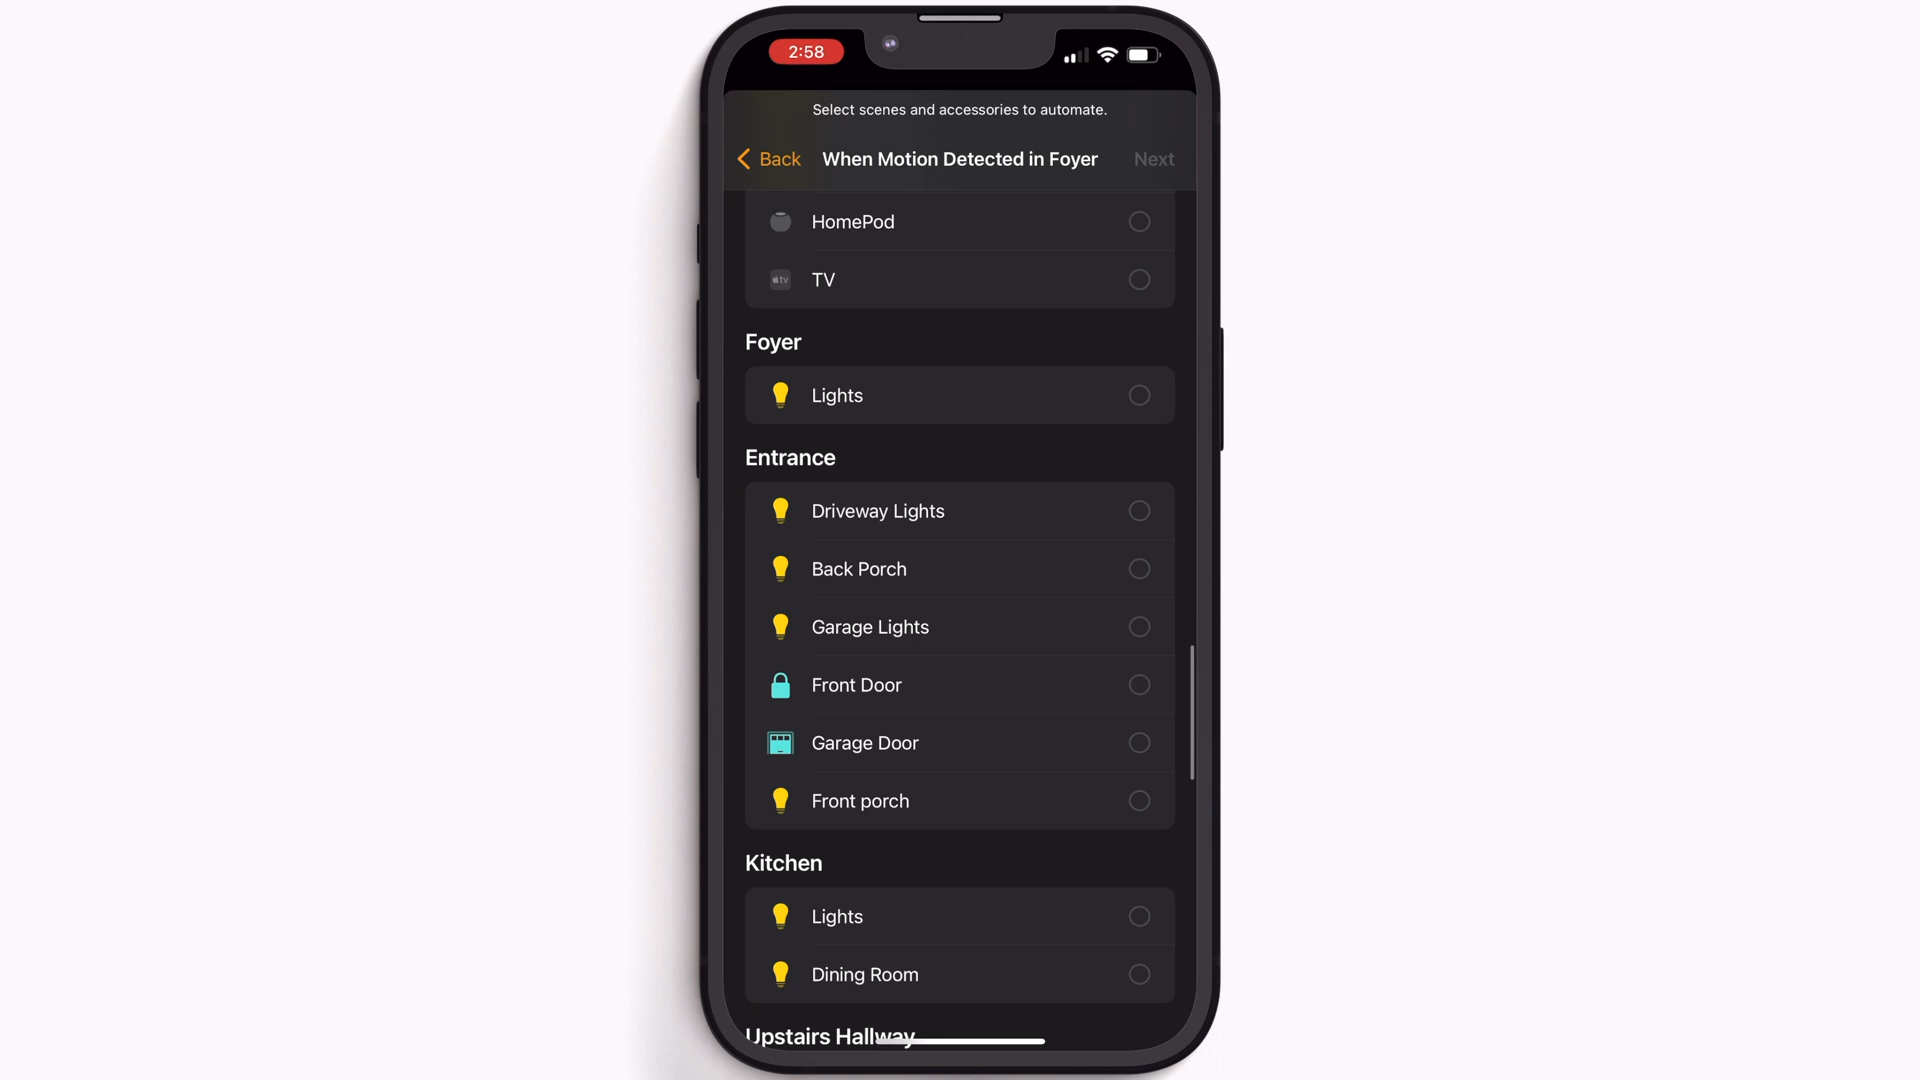 2:58
Select scenes and accessories to automate.
Back When Motion Detected in Foyer Next
HomePod
tv TV
Foyer
Lights
Entrance
Driveway Lights
Back Porch
Garage Lights
Front Door
Garage Door
Front porch
Kitchen
Lights
Dining Room
Upstairs Hallway